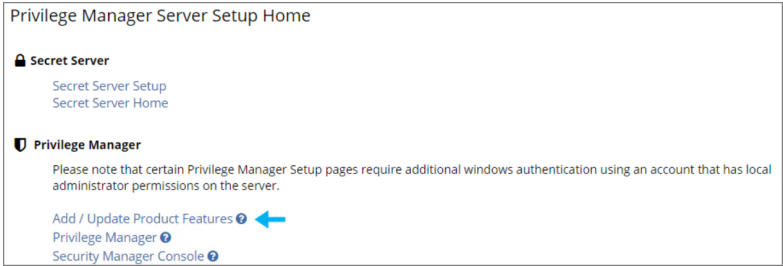 Privilege Manager Server Setup Home
Secret Server
Secret Server Setup
Secret Server Home
Privilege Manager
Please note that certain Privilege Manager Setup pages require additional windows authentication using an account that has local
administrator permissions on the server.
Add / Update Product Features ?
Privilege Manager ?
Security Manager Console ?